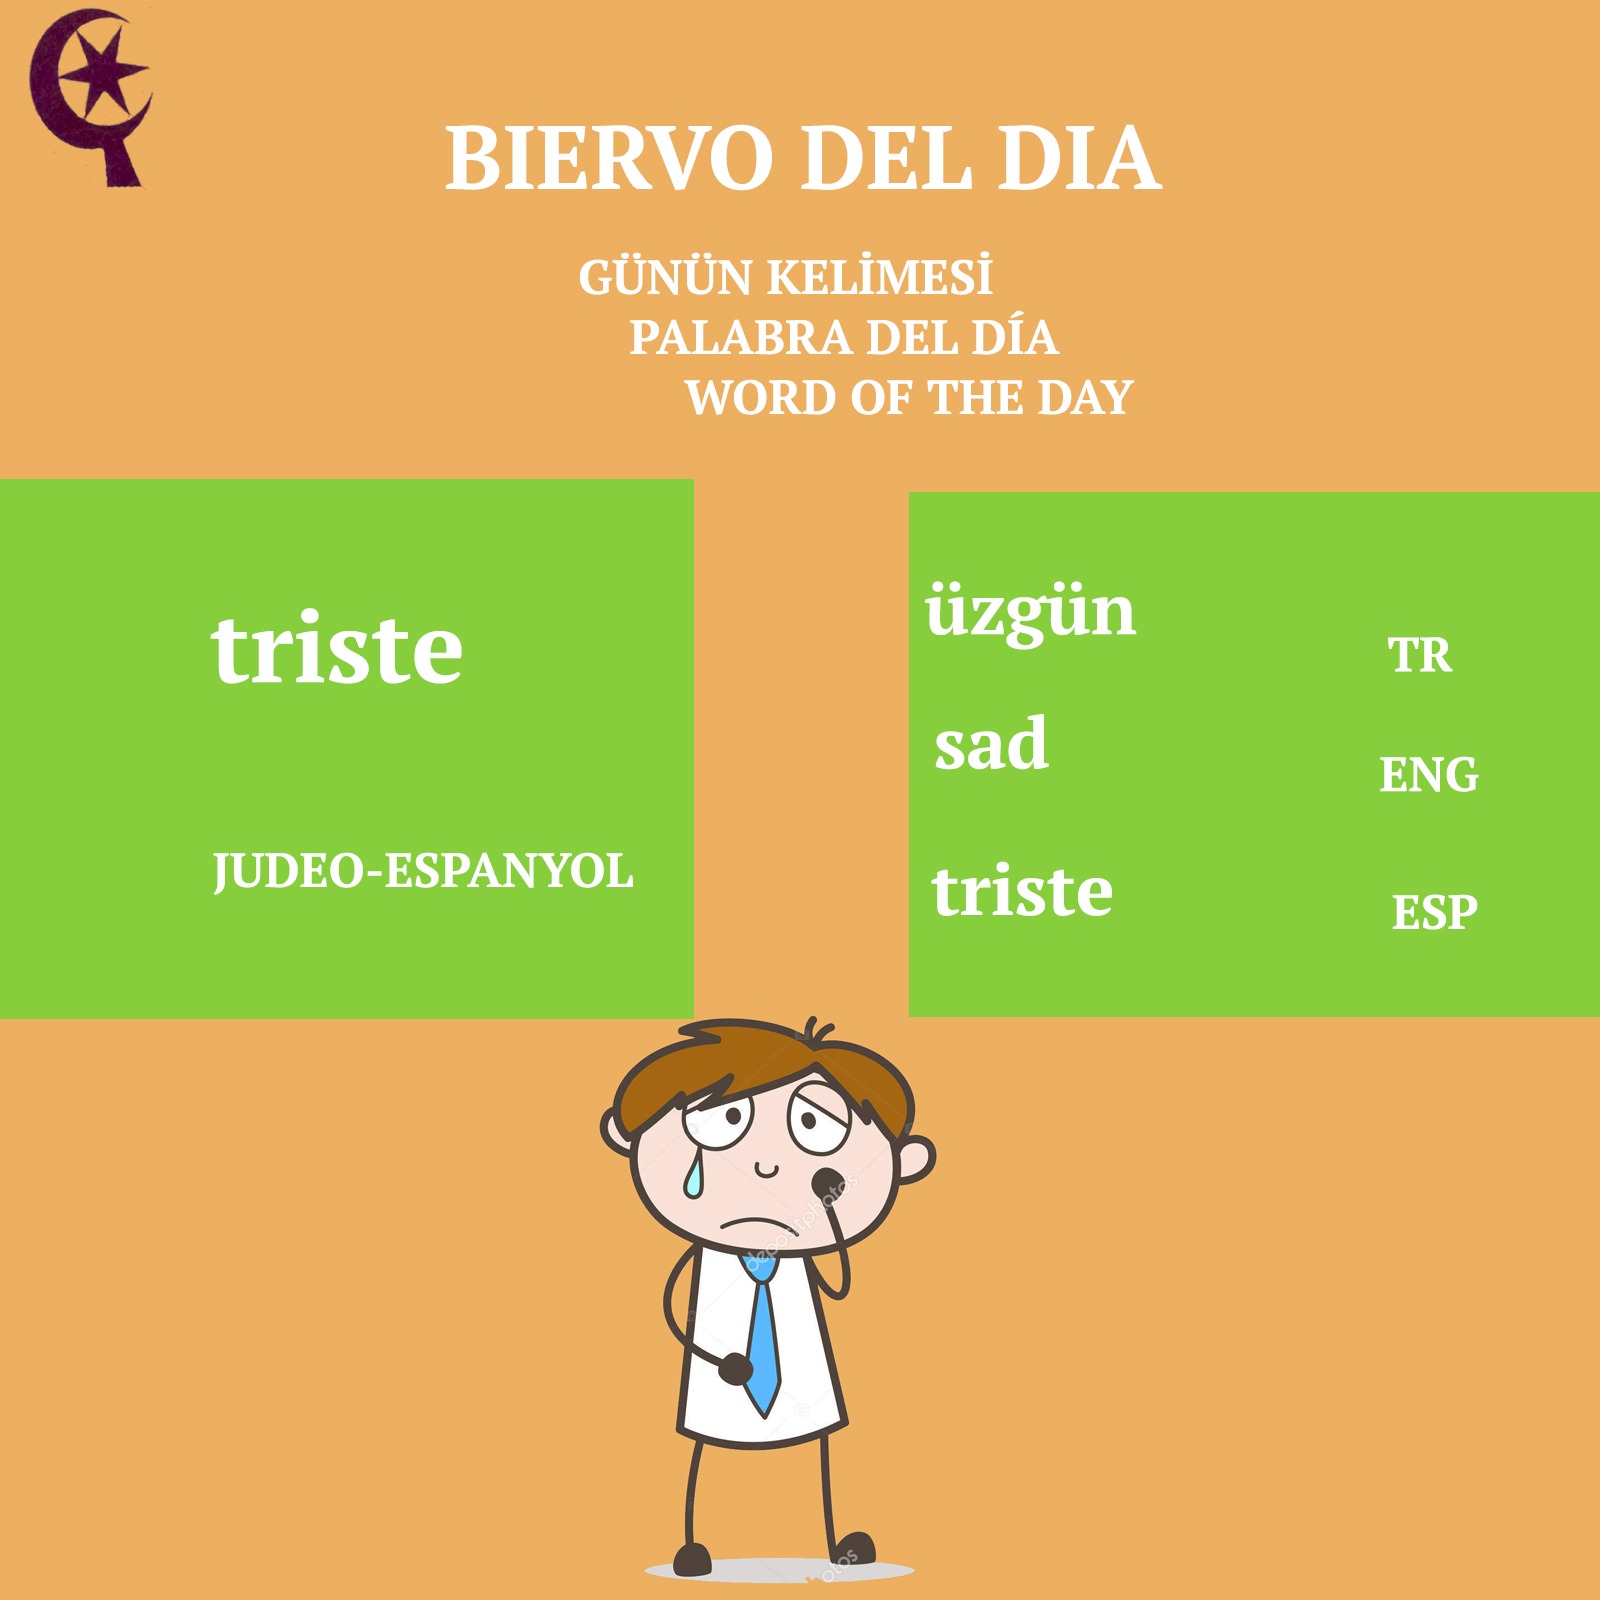 BIERVO DEL DIA
GÜNÜN KELİMESİ
PALABRA DEL DÍA
WORD OF THE DAY
triste
JUDEO-ESPANYOL
üzgün
TR
sad
ENG
triste
ESP
depositphotos